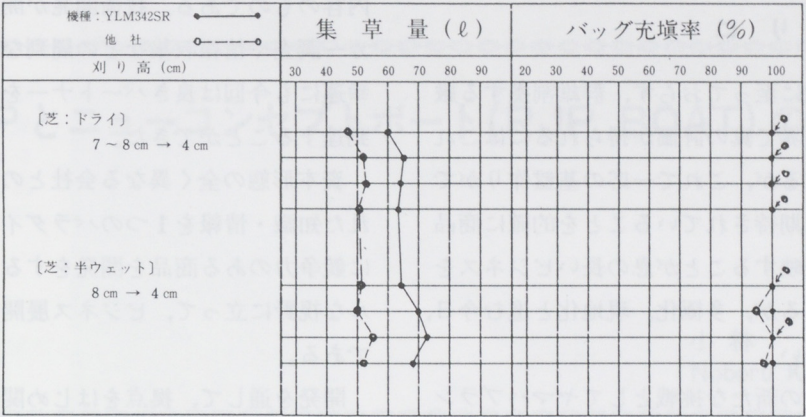 機種：YLM342SR
他社
刈り高(cm)
集草量(ℓ)
バッグ充塡率(%)
30 40 50 60 70 80 90
20 30 40 50 60 70 80 90 100
〔芝：ドライ〕
7～8㎝ → 4㎝
〔芝：半ウェット〕
8㎝ → 4㎝